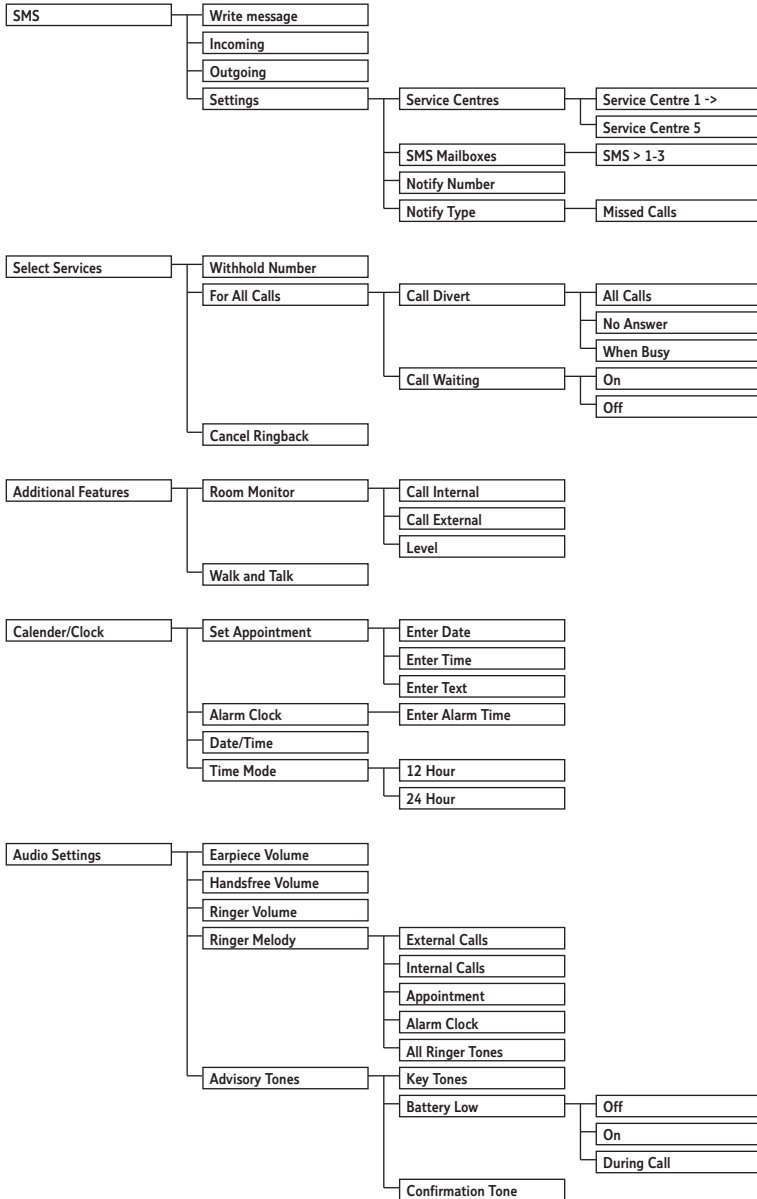 SMS
Write message
Incoming
Outgoing
Settings
Service Centres
Service Centre 1 ->
Service Centre 5
SMS Mailboxes
SMS > 1-3
Notify Number
Notify Type
Missed Calls
Select Services
Withhold Number
For All Calls
Call Divert
All Calls
No Answer
When Busy
Call Waiting
On
Off
Cancel Ringback
Additional Features
Room Monitor
Call Internal
Call External
Level
Walk and Talk
Calender/Clock
Set Appointment
Enter Date
Enter Time
Enter Text
Alarm Clock
Enter Alarm Time
Date/Time
Time Mode
12 Hour
24 Hour
Audio Settings
Earpiece Volume
Handsfree Volume
Ringer Volume
Ringer Melody
External Calls
Internal Calls
Appointment
Alarm Clock
All Ringer Tones
Advisory Tones
Key Tones
Battery Low
Off
On
During Call
Confirmation Tone